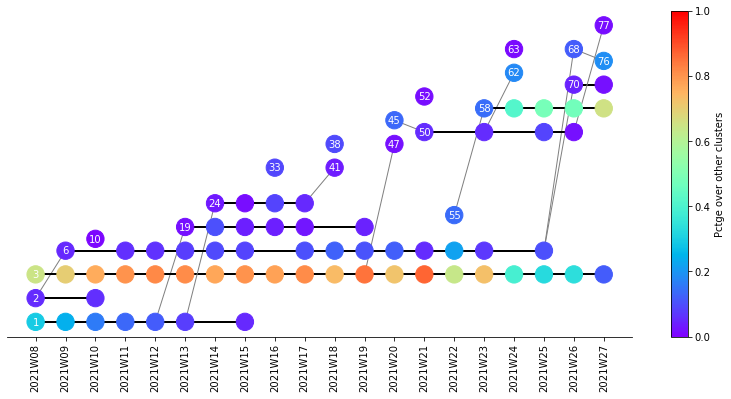 77
63
68
76
62
70
52
58
45
50
38
47
33
41
24
55
19
10
6
3
2
1
2021W08
2021W09
2021W10
2021W11
2021W12
2021W13
2021W14
2021W15
2021W16
2021W17
2021W18
2021W19
2021W20
2021W21
2021W22
2021W23
2021W24
2021W25
2021W26
2021W27
1.0
0.8
0.6
0.4
0.2
0.0
Pctge over other clusters